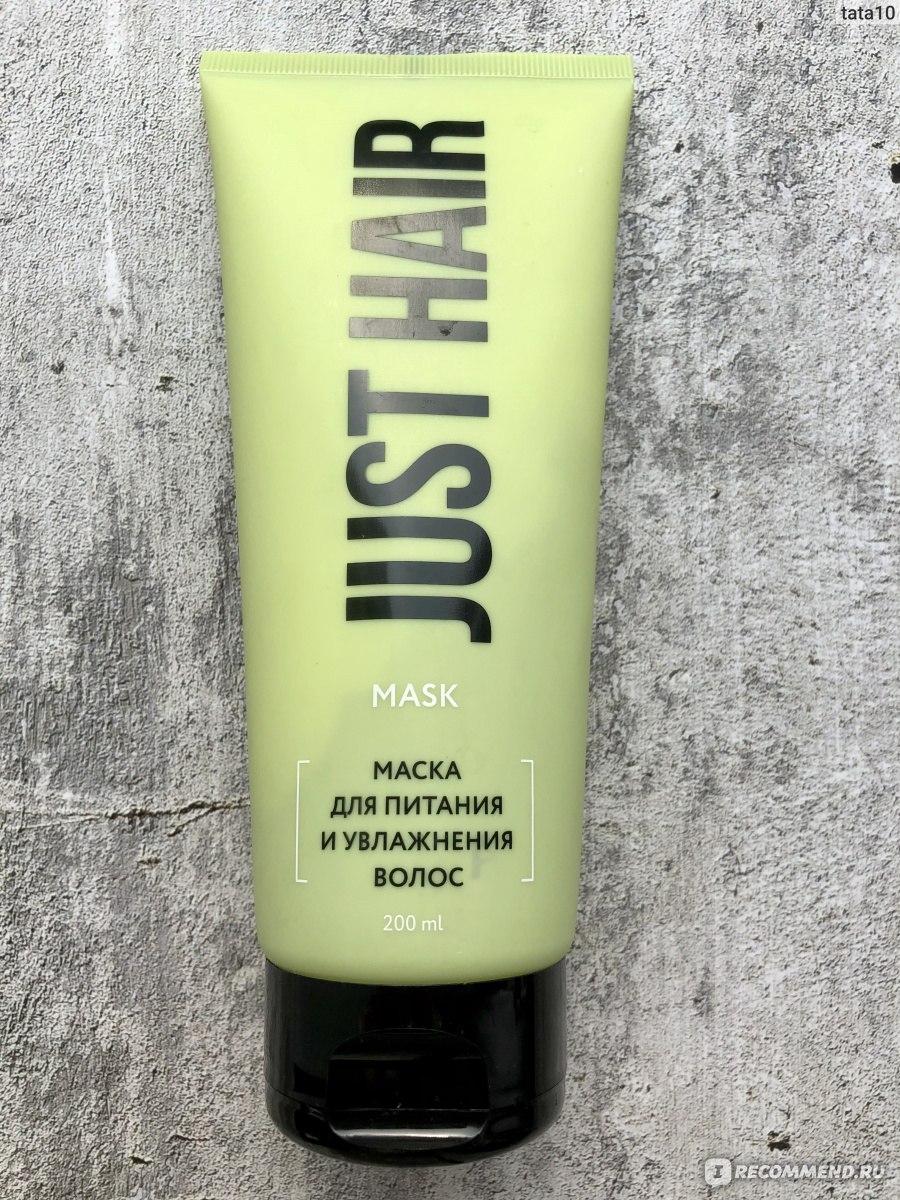 tata10
JUST HAIR
MASK
МАСКА
ДЛЯ ПИТАНИЯ
И УВЛАЖНЕНИЯ
ВОЛОС
200 ml
I RECOMMEND.RU